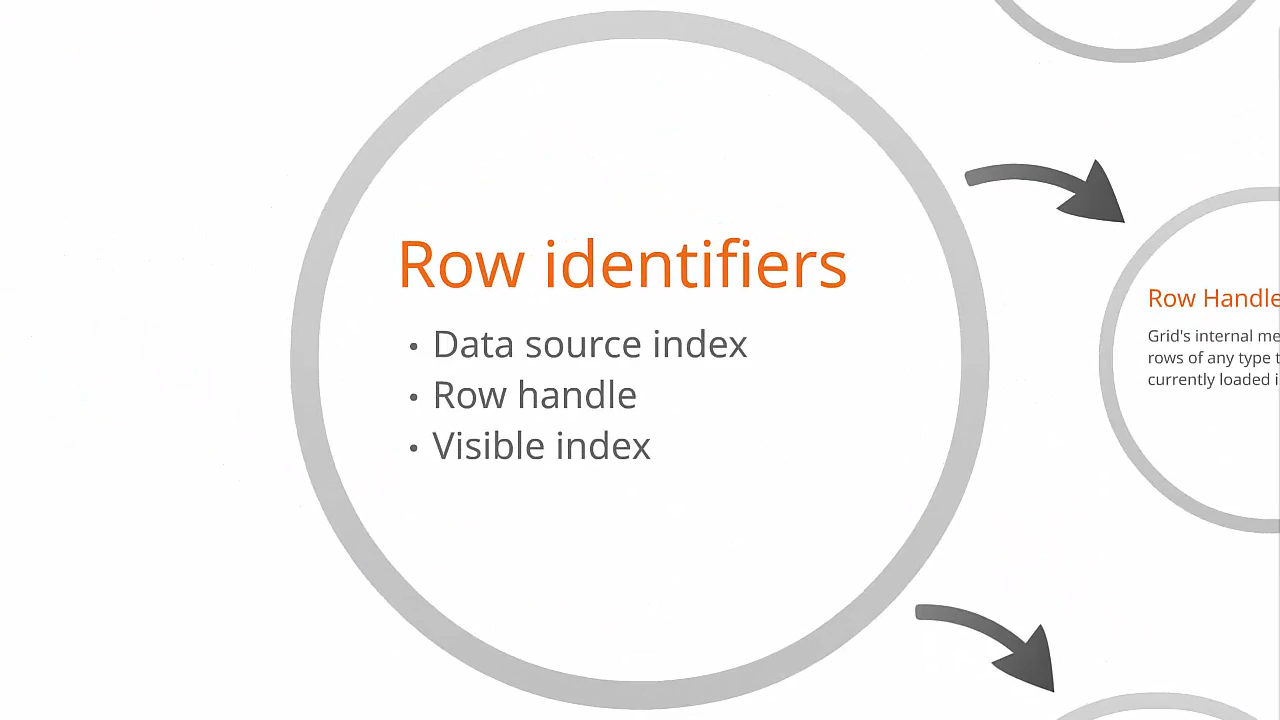 Row identifiers
• Data source index
• Row handle
• Visible index
Row Handle
Grid's internal
rows of any type
currently loaded